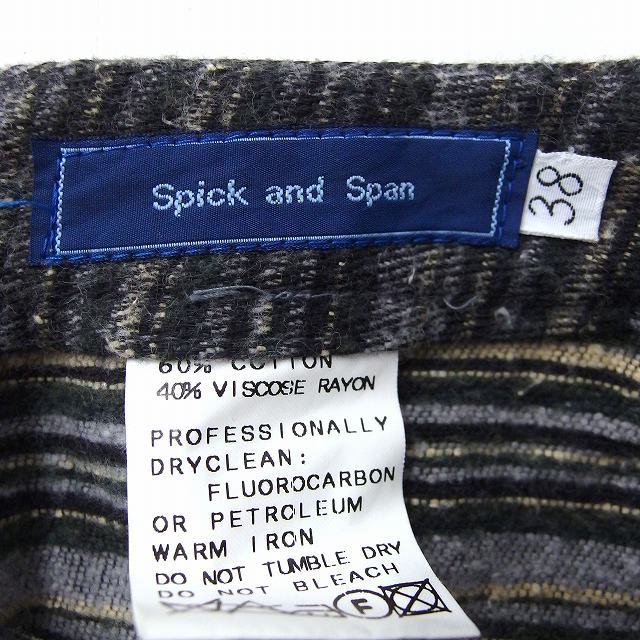 Spick and Span
38
60% COTTON
40% VISCOSE RAYON
PROFESSIONALLY
DRYCLEAN:
FLUOROCARBON
OR PETROLEUM
WARM IRON
DO NOT TUMBLE DRY
DO NOT BLEACH
F